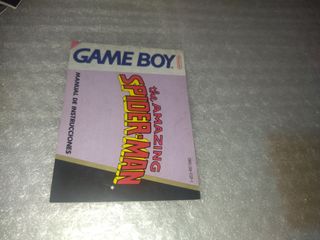 GAME BOY
the AMAZING
SPIDER-MAN
MANUAL DE INSTRUCCIONES